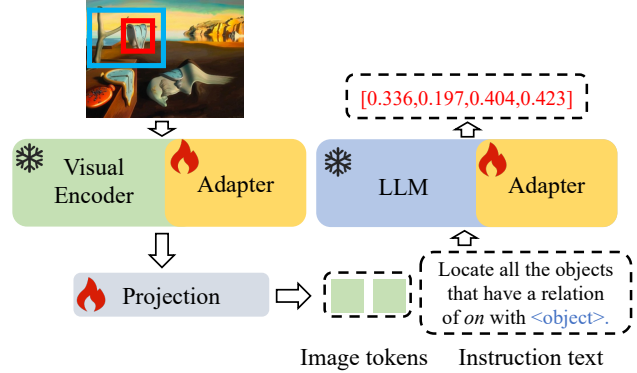 [0.336,0.197,0.404,0.423]
Visual
Encoder
Adapter
LLM
Adapter
Projection
Locate all the objects
that have a relation
of on with <object>.
Image tokens
Instruction text